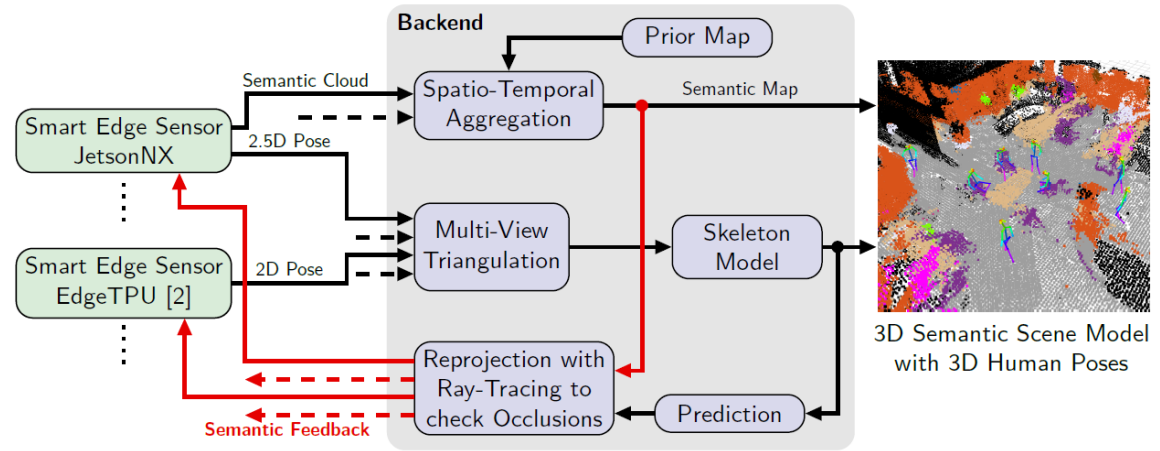 Backend
Prior Map
Semantic Cloud
Spatio-Temporal
Aggregation
Semantic Map
Smart Edge Sensor
JetsonNX
2.5D Pose
Multi-View
Triangulation
Skeleton
Model
Smart Edge Sensor
EdgeTPU [2]
2D Pose
3D Semantic Scene Model
with 3D Human Poses
Reprojection with
Ray-Tracing to
check Occlusions
Prediction
Semantic Feedback